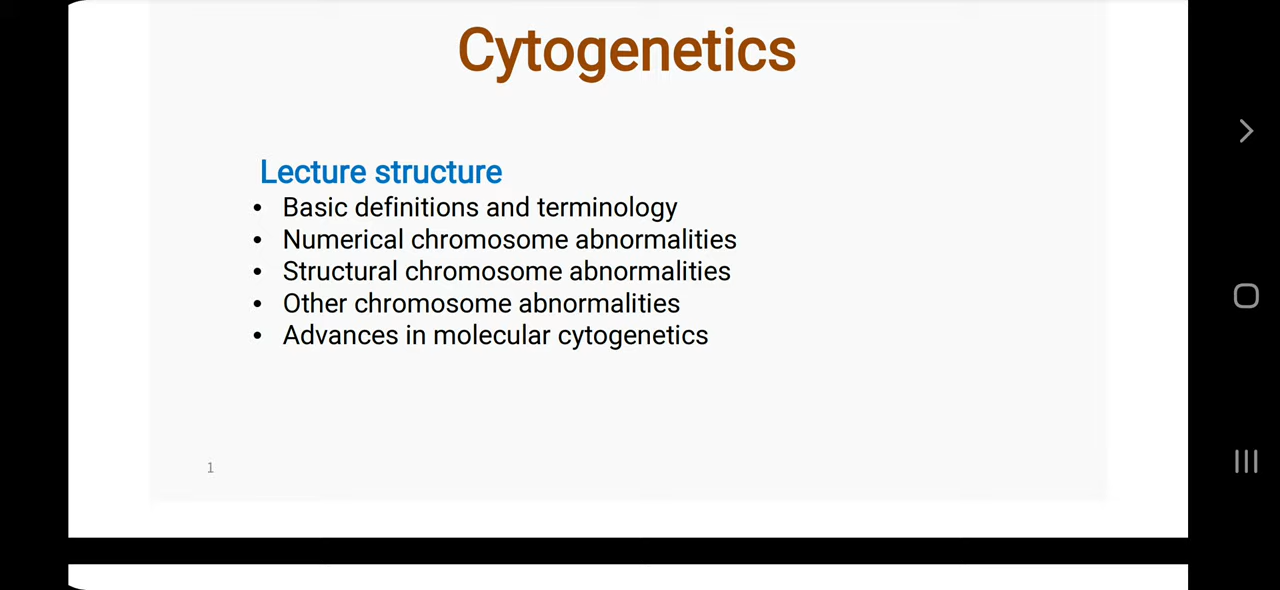 Cytogenetics
Lecture structure
• Basic definitions and terminology
• Numerical chromosome abnormalities
• Structural chromosome abnormalities
• Other chromosome abnormalities
• Advances in molecular cytogenetics
1